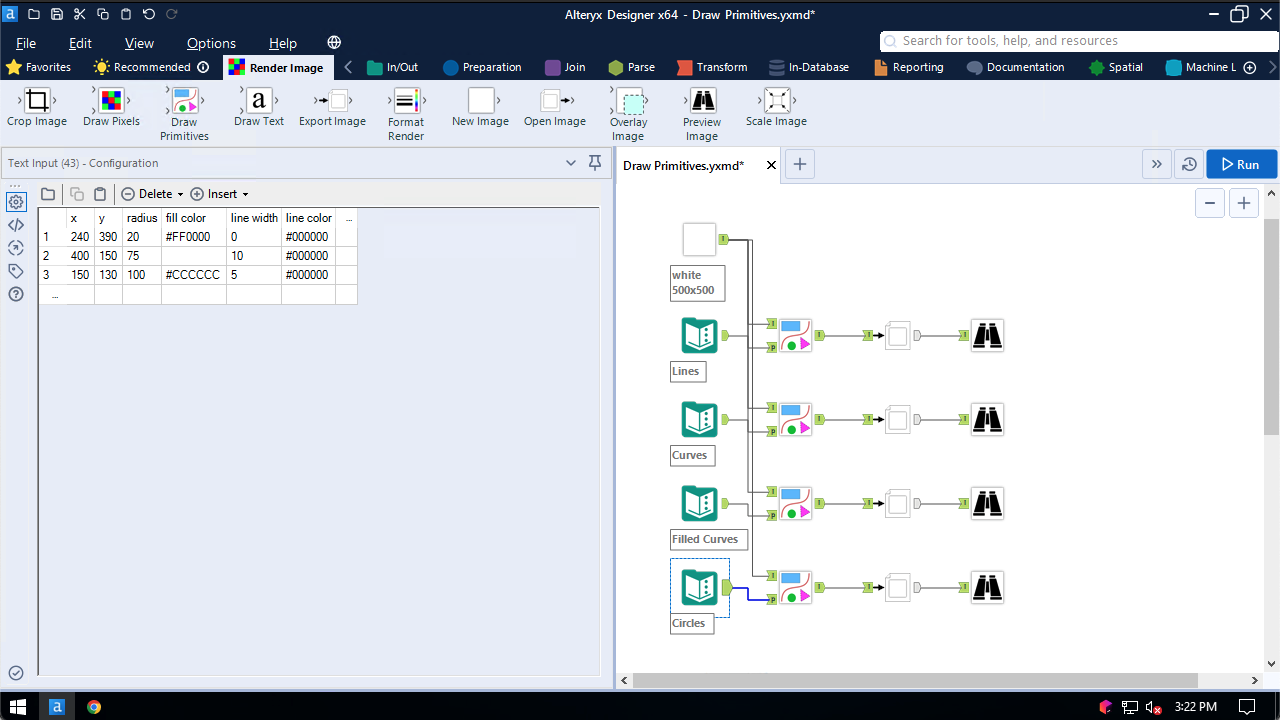 Alteryx Designer x64 - Draw Primitives.yxmd*
File Edit View Options Help
Search for tools, help, and resources
Favorites Recommended Render Image In/Out Preparation Join Parse Transform In-Database Reporting Documentation Spatial Machine L
Crop Image Draw Pixels Draw Primitives Draw Text Export Image Format Render New Image Open Image Overlay Image Preview Image Scale Image
Text Input (43) - Configuration
Draw Primitives.yxmd*
Run
Delete Insert
x y radius fill color line width line color ...
1 240 390 20 #FF0000 0 #000000
2 400 150 75 10 #000000
3 150 130 100 #CCCCCC 5 #000000
...
white
500x500
Lines
Curves
Filled Curves
Circles
3:22 PM